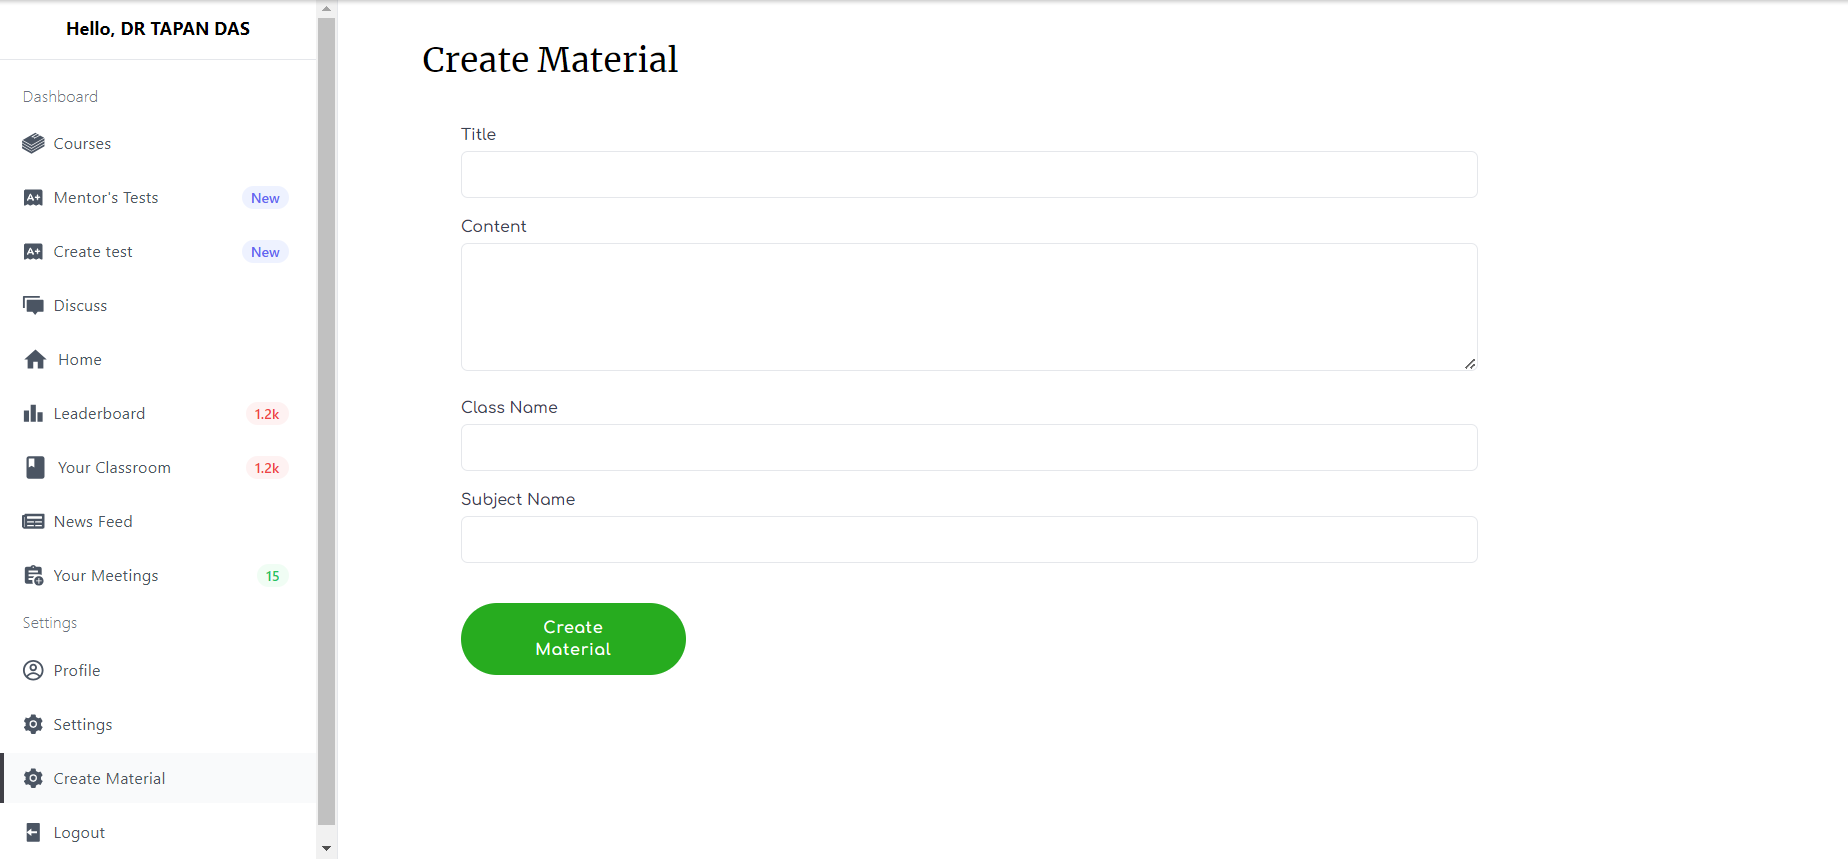 Hello, DR TAPAN DAS
Dashboard
Courses
Mentor's Tests New
Create test New
Discuss
Home
Leaderboard 1.2k
Your Classroom 1.2k
News Feed
Your Meetings 15
Settings
Profile
Settings
Create Material
Logout
Create Material
Title
Content
Class Name
Subject Name
Create
Material